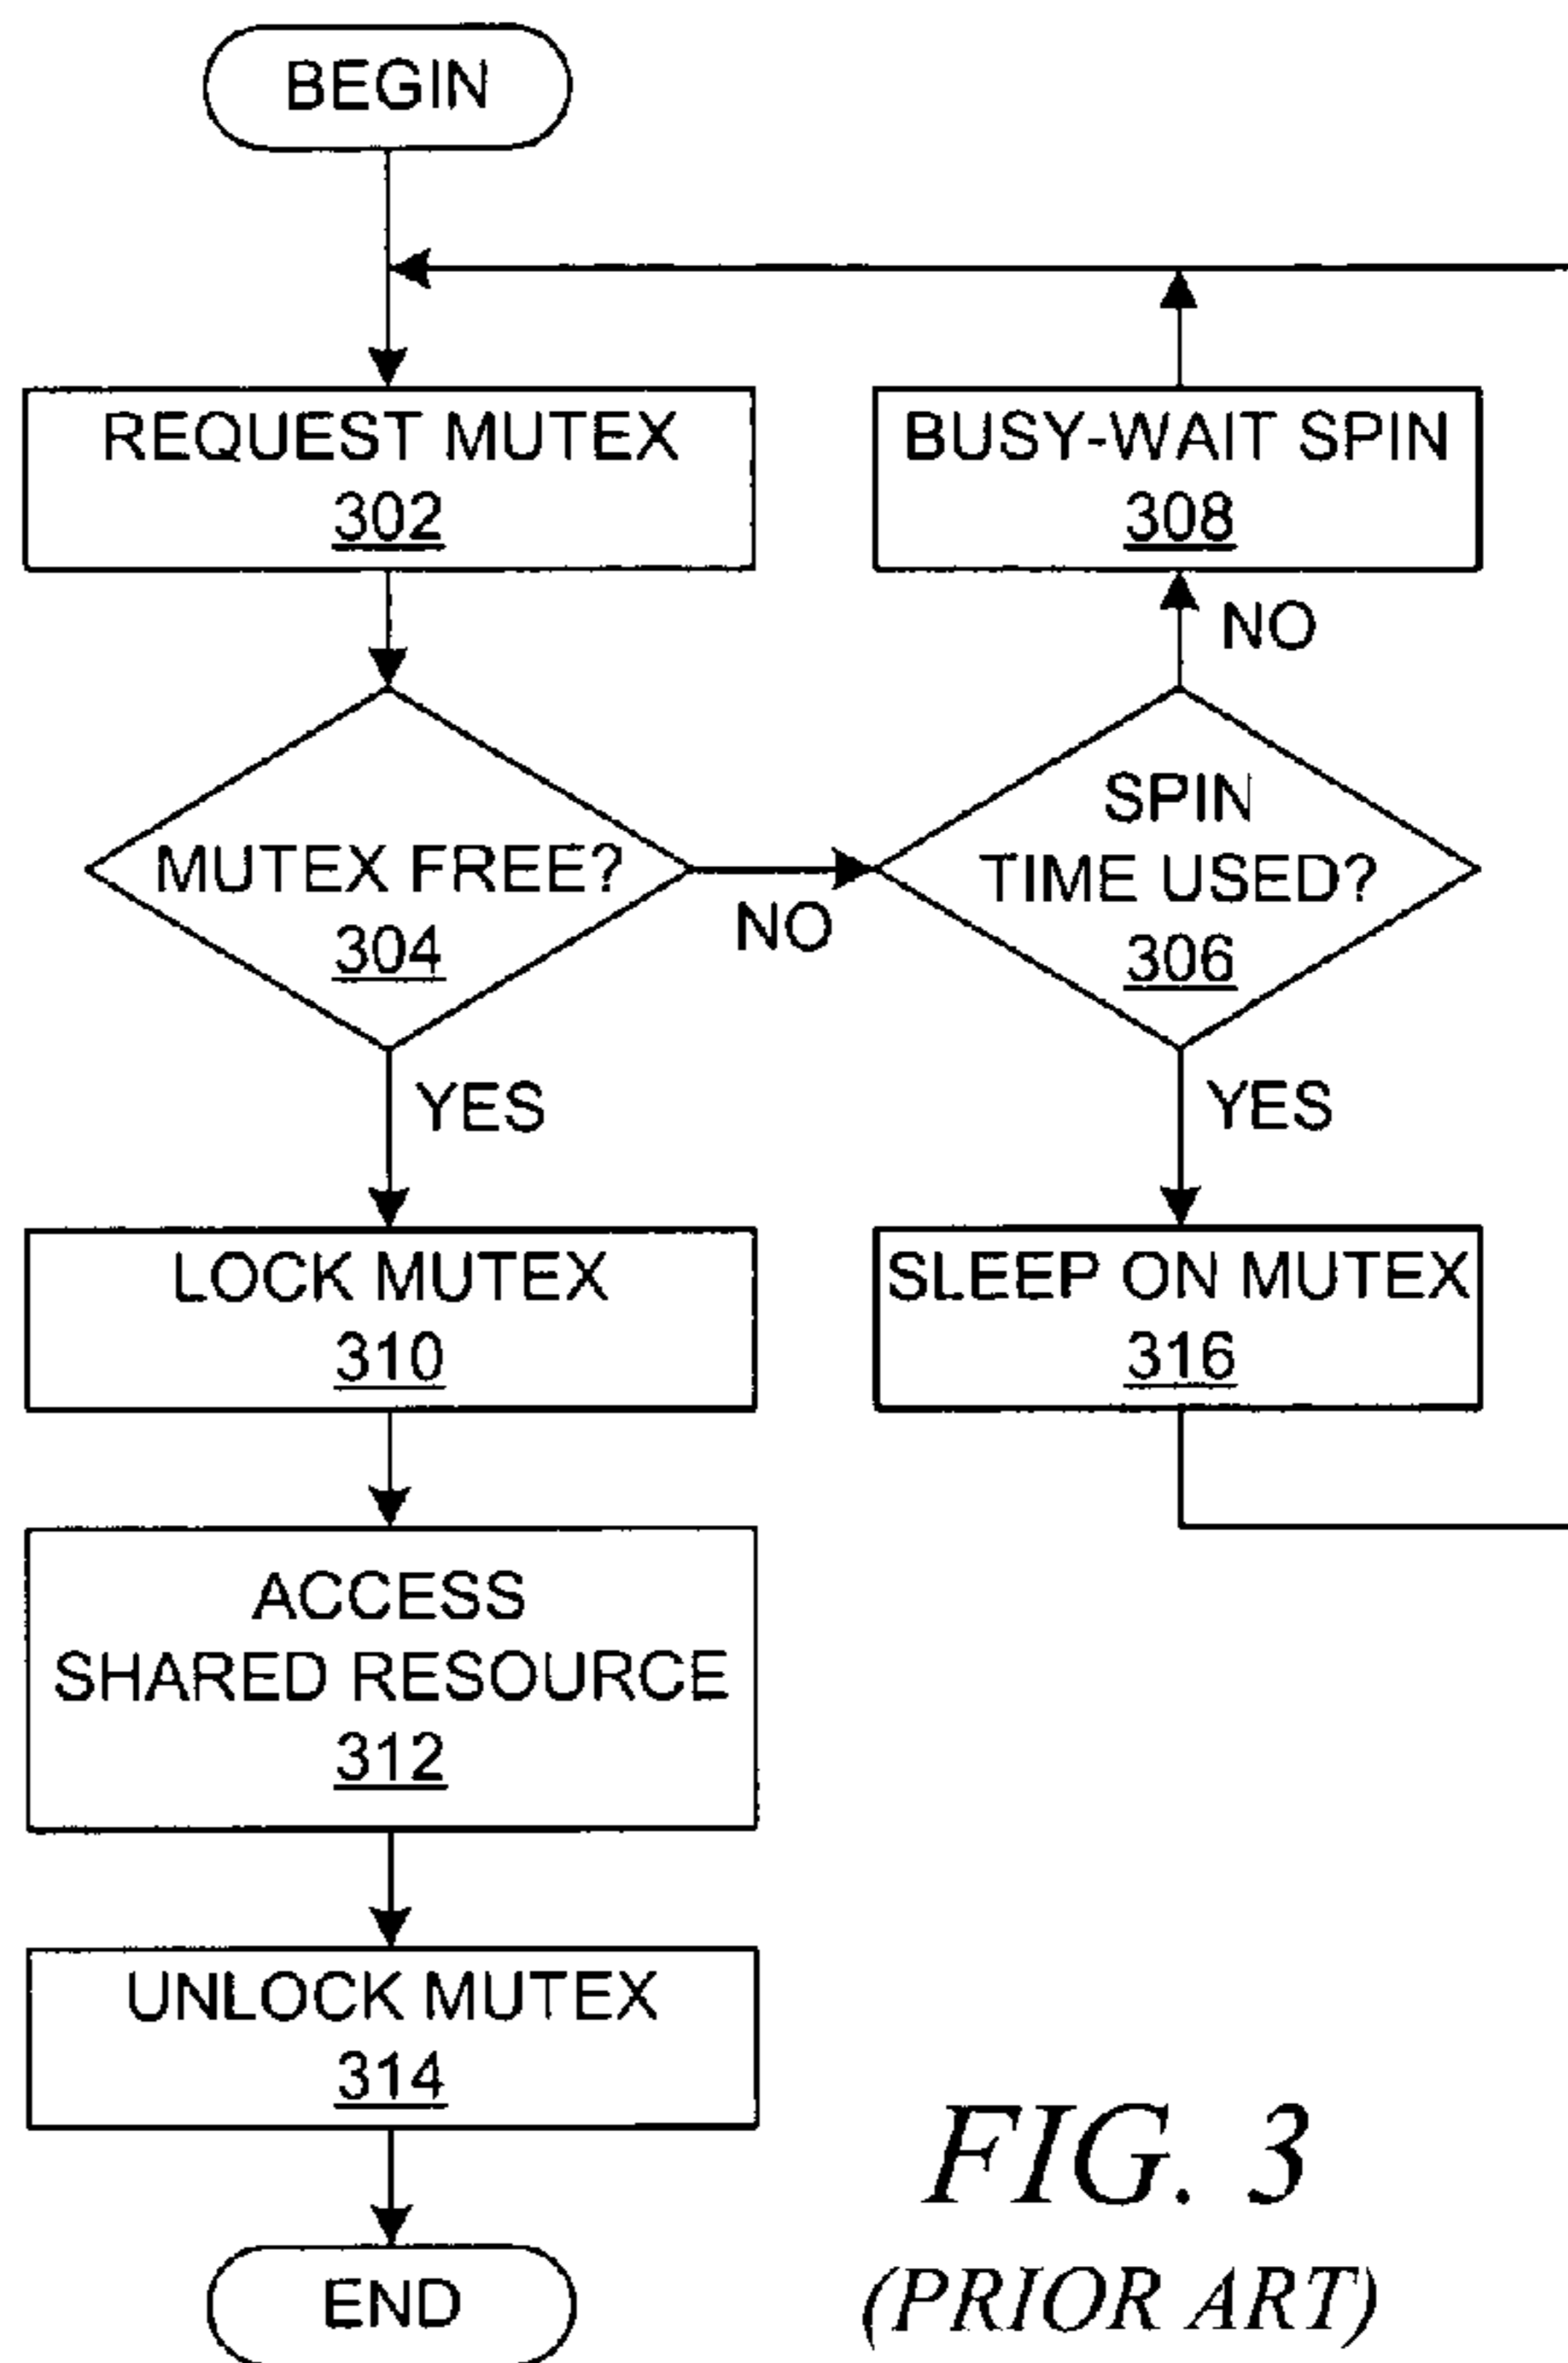 BEGIN
REQUEST MUTEX
302
BUSY-WAIT SPIN
308
NO
MUTEX FREE?
304
NO
SPIN
TIME USED?
306
YES
YES
LOCK MUTEX
310
SLEEP ON MUTEX
316
ACCESS
SHARED RESOURCE
312
UNLOCK MUTEX
314
END
FIG. 3
(PRIOR ART)